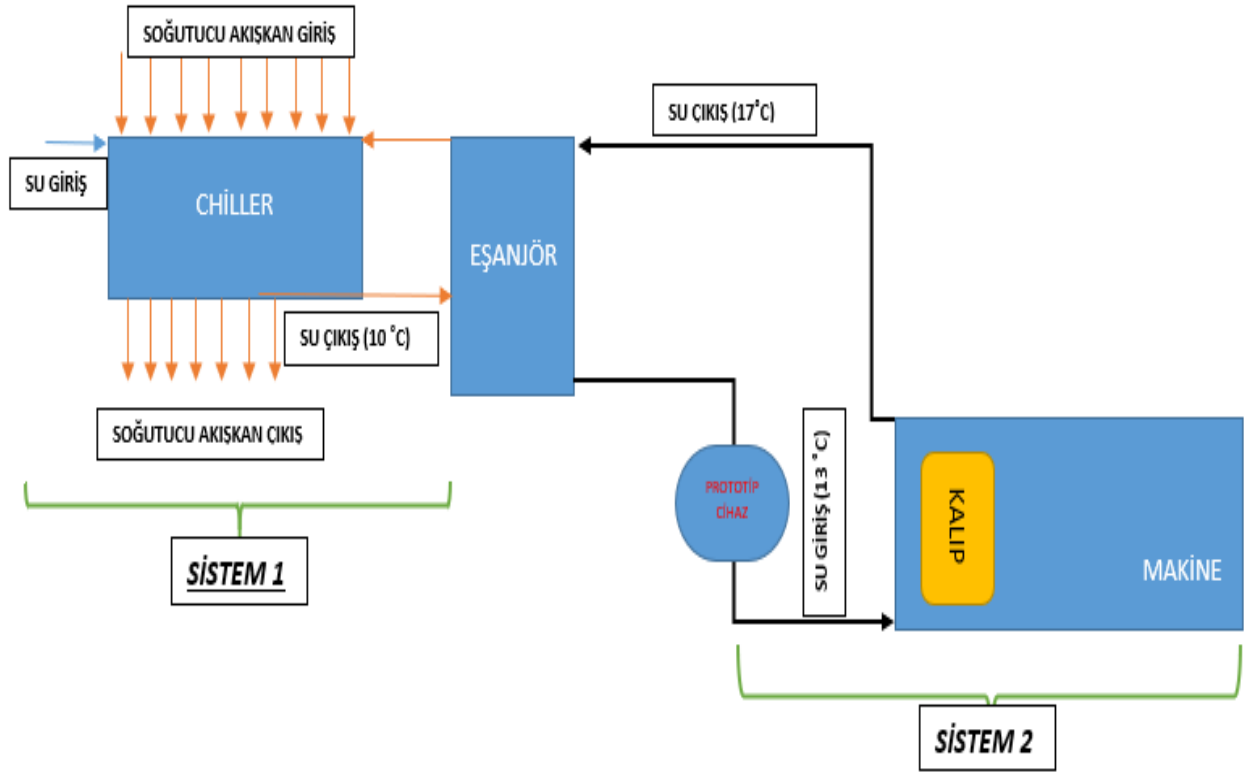 SOĞUTUCU AKIŞKAN GİRİŞ
SU ÇIKIŞ (17˚C)
SU GİRİŞ
CHİLLER
EŞANJÖR
SU ÇIKIŞ (10 ˚C)
SOĞUTUCU AKIŞKAN ÇIKIŞ
SU GİRİŞ (13 ˚C)
PROTOTİP
CİHAZ
KALIP
MAKİNE
SİSTEM 1
SİSTEM 2